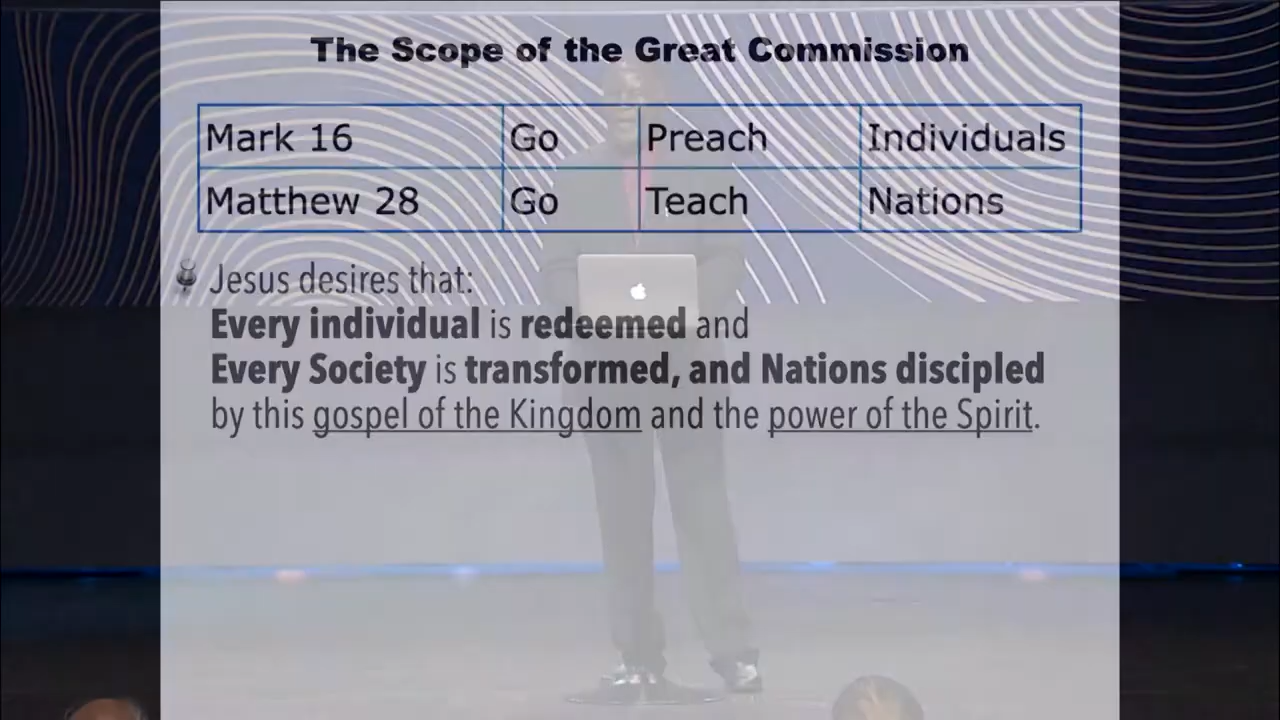 The Scope of the Great Commission
Mark 16 Go Preach Individuals
Matthew 28 Go Teach Nations
Jesus desires that:
Every individual is redeemed and
Every Society is transformed, and Nations discipled
by this gospel of the Kingdom and the power of the Spirit.